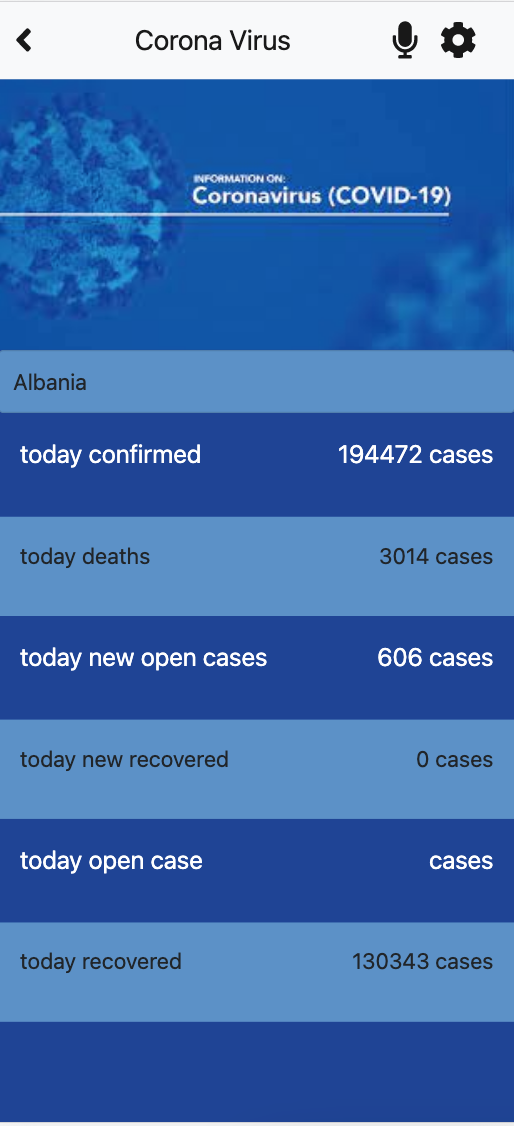 Corona Virus
INFORMATION ON:
Coronavirus (COVID-19)
Albania
today confirmed 194472 cases
today deaths 3014 cases
today new open cases 606 cases
today new recovered 0 cases
today open case cases
today recovered 130343 cases